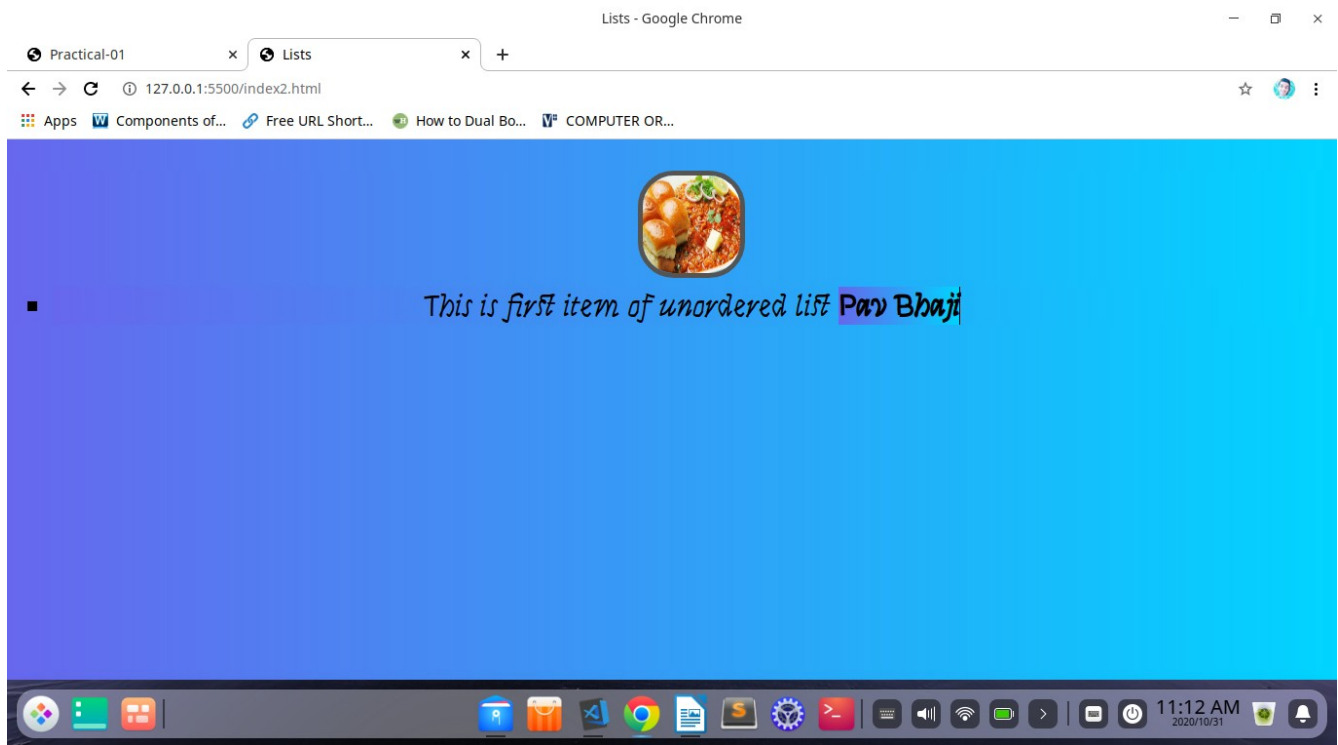 Lists - Google Chrome
Practical-01
Lists
127.0.0.1:5500/index2.html
Apps W Components of... Free URL Short... How to Dual Bo... V COMPUTER OR...
This is first item of unordered list Pav Bhaji
11:12 AM
2020/10/31